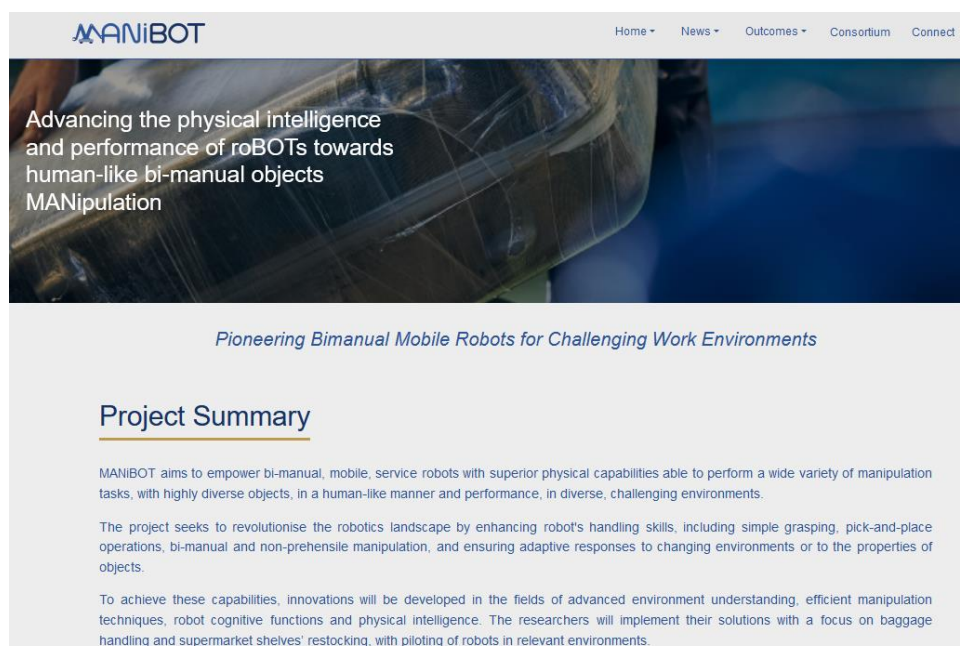 MANiBOT
Home News Outcomes Consortium Connect
Advancing the physical intelligence
and performance of roBOTs towards
human-like bi-manual objects
MANipulation
Pioneering Bimanual Mobile Robots for Challenging Work Environments
Project Summary
MANiBOT aims to empower bi-manual, mobile, service robots with superior physical capabilities able to perform a wide variety of manipulation
tasks, with highly diverse objects, in a human-like manner and performance, in diverse, challenging environments.
The project seeks to revolutionise the robotics landscape by enhancing robot's handling skills, including simple grasping, pick-and-place
operations, bi-manual and non-prehensile manipulation, and ensuring adaptive responses to changing environments or to the properties of
objects.
To achieve these capabilities, innovations will be developed in the fields of advanced environment understanding, efficient manipulation
techniques, robot cognitive functions and physical intelligence. The researchers will implement their solutions with a focus on baggage
handling and supermarket shelves' restocking, with piloting of robots in relevant environments.